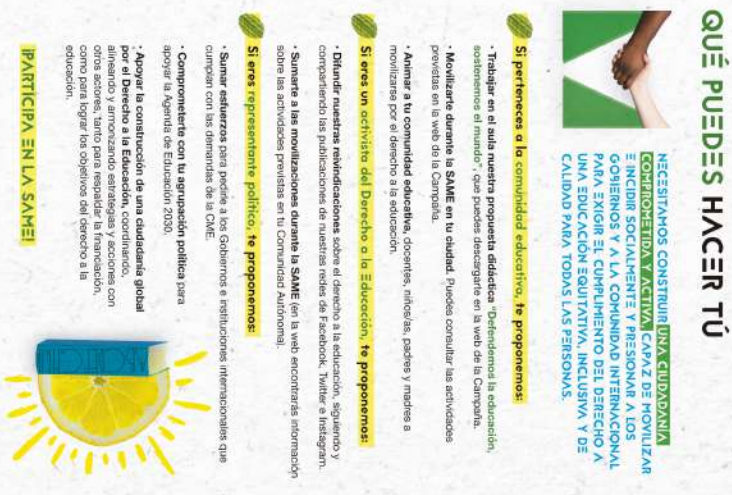 QUÉ PUEDES HACER TÚ
NECESITAMOS CONSTRUIR UNA CIUDADANÍA
COMPROMETIDA Y ACTIVA, CAPAZ DE MOVILIZAR
E INCIDIR SOCIALMENTE Y PRESIONAR A LOS
GOBIERNOS Y A LA COMUNIDAD INTERNACIONAL
PARA EXIGIR EL CUMPLIMIENTO DEL DERECHO A
UNA EDUCACIÓN EQUITATIVA, INCLUSIVA Y DE
CALIDAD PARA TODAS LAS PERSONAS.
Si perteneces a la comunidad educativa, te proponemos:
· Trabajar en el aula nuestra propuesta didáctica "Defendemos la educación,
sostenemos el mundo", que puedes descargarte en la web de la Campaña.
· Movilizarte durante la SAME en tu ciudad. Puedes consultar las actividades
previstas en la web de la Campaña.
· Animar a tu comunidad educativa, docentes, niños/as, padres y madres a
movilizarse por el derecho a la educación.
Si eres un activista del Derecho a la Educación, te proponemos:
· Difundir nuestras reivindicaciones sobre el derecho a la educación, siguiendo y
compartiendo las publicaciones de nuestras redes de Facebook, Twitter e Instagram.
· Sumarte a las movilizaciones durante la SAME (en la web encontrarás información
sobre las actividades previstas en tu Comunidad Autónoma).
Si eres representante político, te proponemos:
· Sumar esfuerzos para pedirle a los Gobiernos e instituciones internacionales que
cumplan con las demandas de la CME.
· Comprometerte con tu agrupación política para
apoyar la Agenda de Educación 2030.
· Apoyar la construcción de una ciudadanía global
por el Derecho a la Educación, coordinando,
alineando y armonizando estrategias y acciones con
otros actores, tanto para respaldar la financiación,
como para lograr los objetivos del derecho a la
educación.
¡PARTICIPA EN LA SAME!